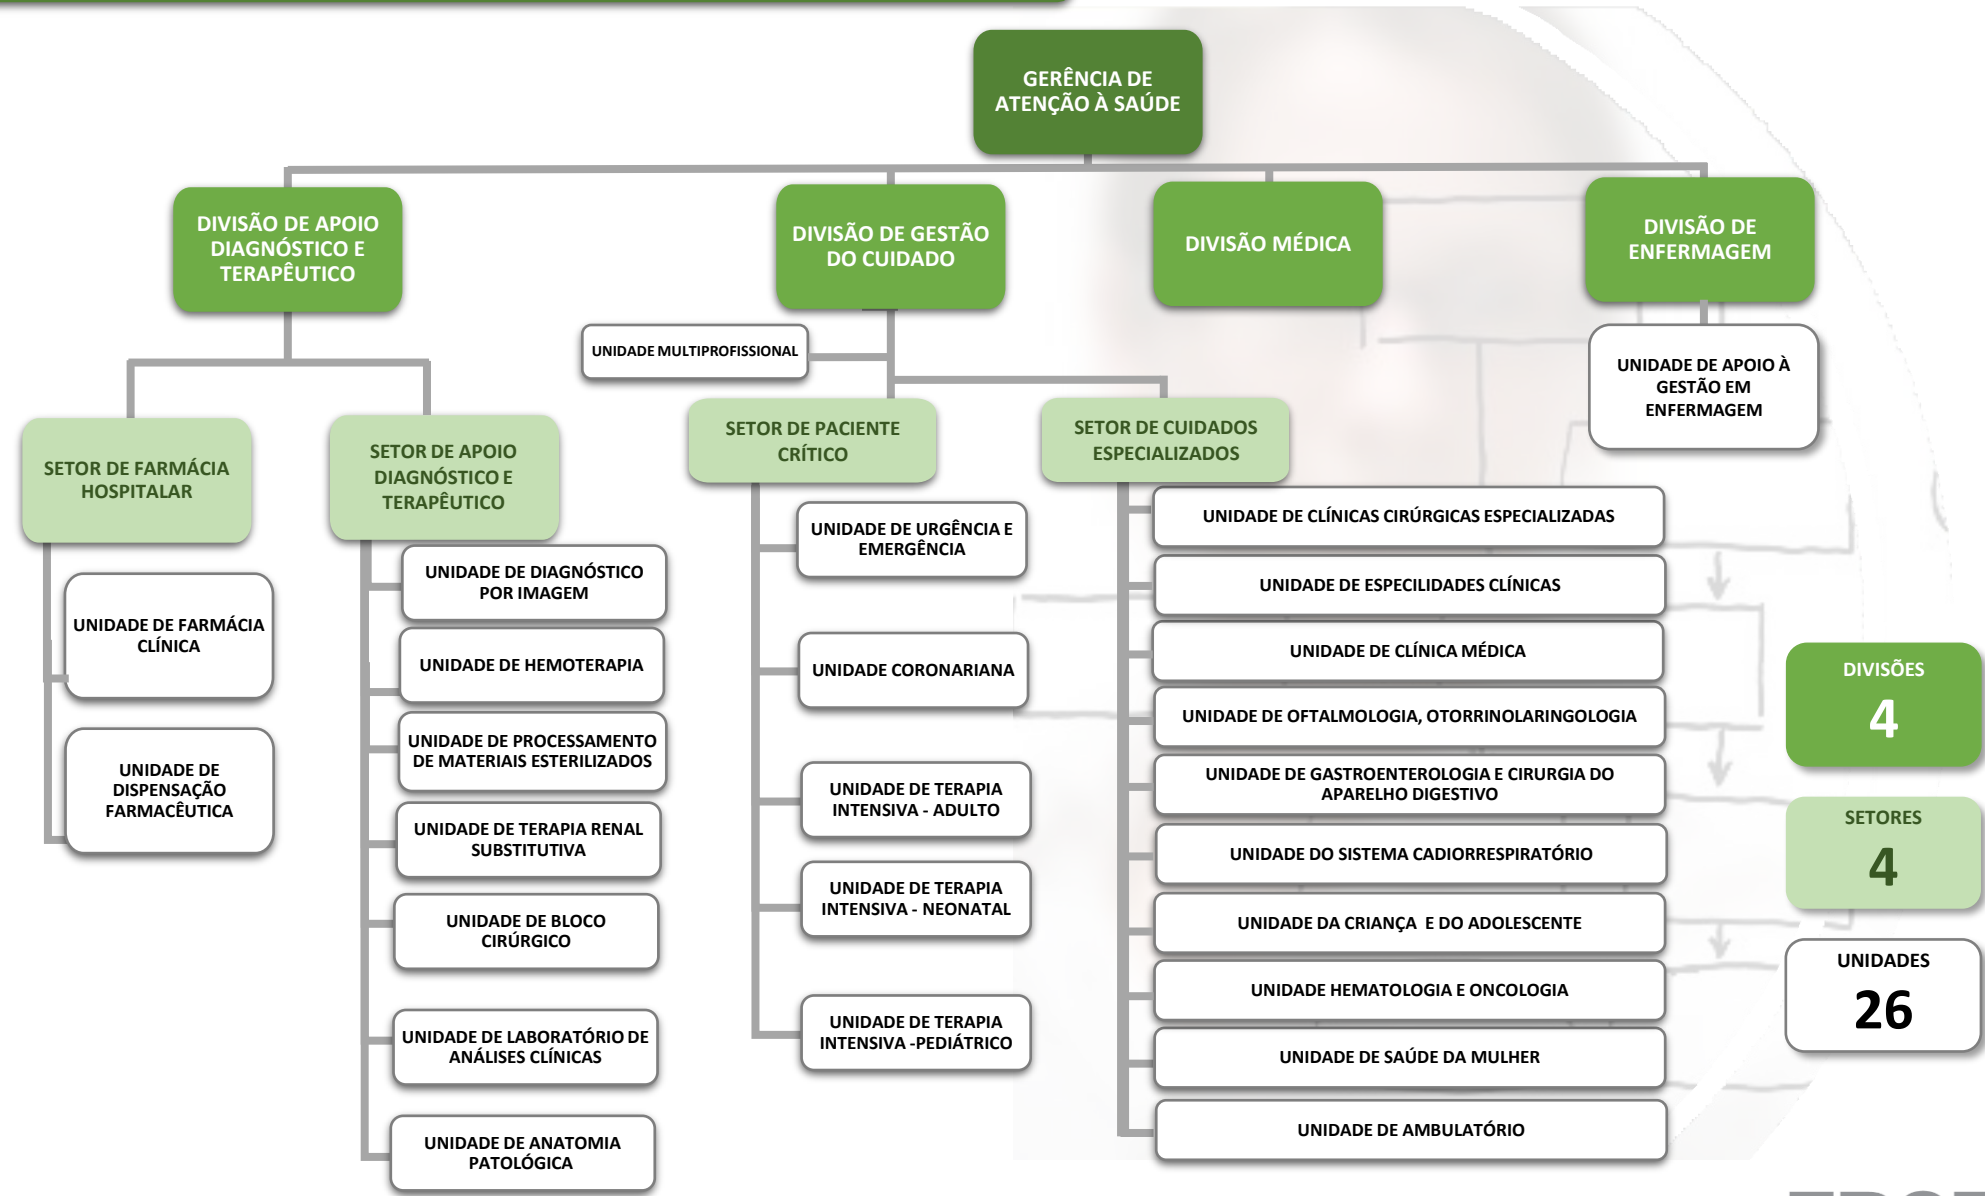 GERÊNCIA DE
ATENÇÃO À SAÚDE
DIVISÃO DE APOIO
DIAGNÓSTICO E
TERAPÊUTICO
DIVISÃO DE GESTÃO
DO CUIDADO
DIVISÃO MÉDICA
DIVISÃO DE
ENFERMAGEM
UNIDADE MULTIPROFISSIONAL
UNIDADE DE APOIO À
GESTÃO EM
ENFERMAGEM
SETOR DE FARMÁCIA
HOSPITALAR
SETOR DE APOIO
DIAGNÓSTICO E
TERAPÊUTICO
SETOR DE PACIENTE
CRÍTICO
SETOR DE CUIDADOS
ESPECIALIZADOS
UNIDADE DE FARMÁCIA
CLÍNICA
UNIDADE DE
DISPENSAÇÃO
FARMACÊUTICA
UNIDADE DE DIAGNÓSTICO
POR IMAGEM
UNIDADE DE HEMOTERAPIA
UNIDADE DE PROCESSAMENTO
DE MATERIAIS ESTERILIZADOS
UNIDADE DE TERAPIA RENAL
SUBSTITUTIVA
UNIDADE DE BLOCO
CIRÚRGICO
UNIDADE DE LABORATÓRIO DE
ANÁLISES CLÍNICAS
UNIDADE DE ANATOMIA
PATOLÓGICA
UNIDADE DE URGÊNCIA E
EMERGÊNCIA
UNIDADE CORONARIANA
UNIDADE DE TERAPIA
INTENSIVA - ADULTO
UNIDADE DE TERAPIA
INTENSIVA - NEONATAL
UNIDADE DE TERAPIA
INTENSIVA -PEDIÁTRICO
UNIDADE DE CLÍNICAS CIRÚRGICAS ESPECIALIZADAS
UNIDADE DE ESPECILIDADES CLÍNICAS
UNIDADE DE CLÍNICA MÉDICA
UNIDADE DE OFTALMOLOGIA, OTORRINOLARINGOLOGIA
UNIDADE DE GASTROENTEROLOGIA E CIRURGIA DO
APARELHO DIGESTIVO
UNIDADE DO SISTEMA CADIORRESPIRATÓRIO
UNIDADE DA CRIANÇA E DO ADOLESCENTE
UNIDADE HEMATOLOGIA E ONCOLOGIA
UNIDADE DE SAÚDE DA MULHER
UNIDADE DE AMBULATÓRIO
DIVISÕES
4
SETORES
4
UNIDADES
26